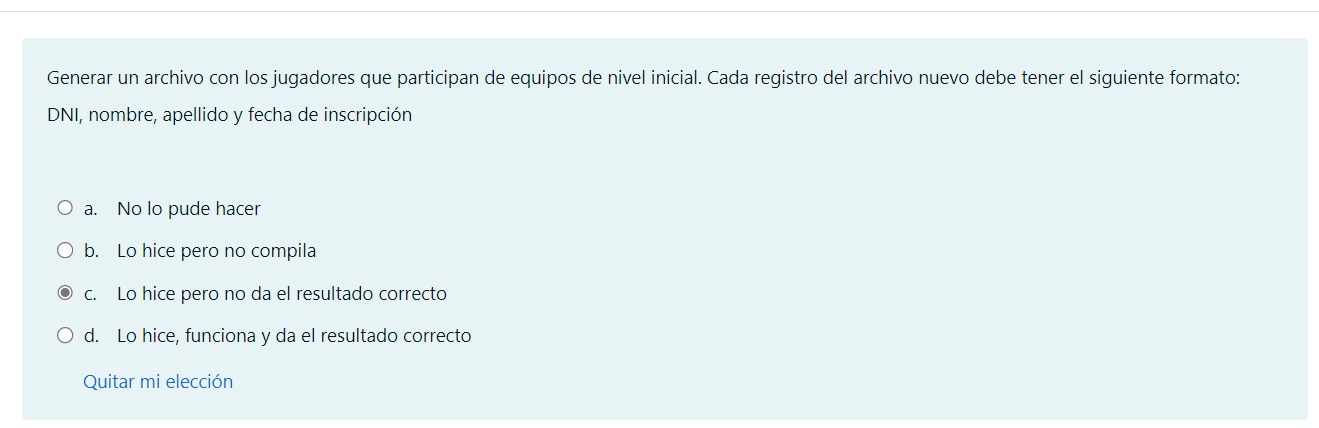 Generar un archivo con los jugadores que participan de equipos de nivel inicial. Cada registro del archivo nuevo debe tener el siguiente formato:
DNI, nombre, apellido y fecha de inscripción
a. No lo pude hacer
b. Lo hice pero no compila
c. Lo hice pero no da el resultado correcto
d. Lo hice, funciona y da el resultado correcto
Quitar mi elección